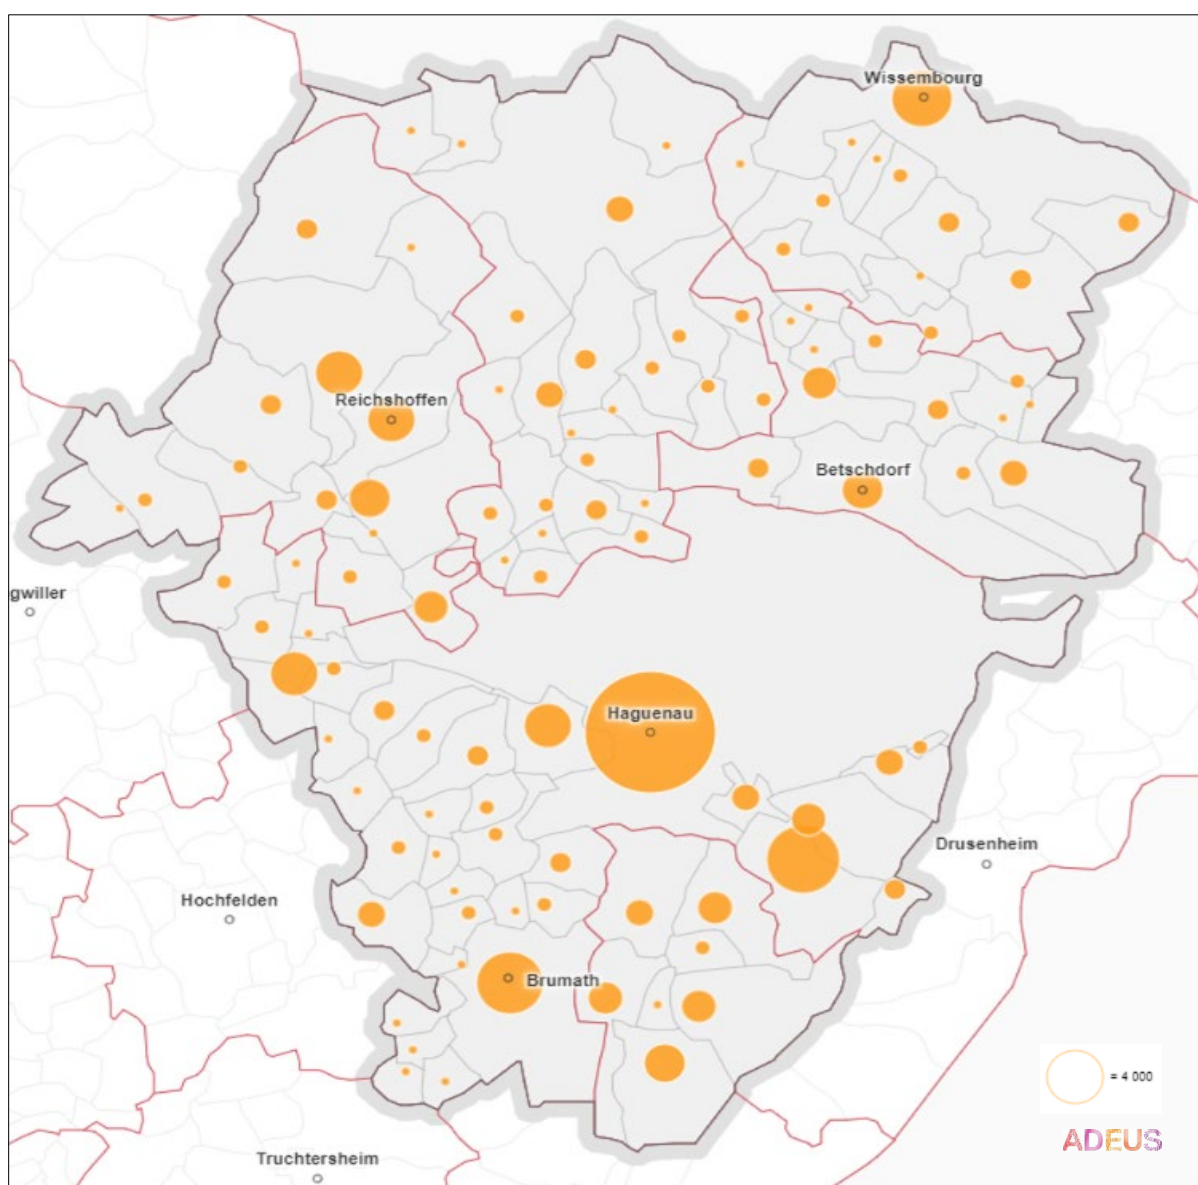 Wissembourg
Reichshoffen
Betschdorf
gwiller
Haguenau
Drusenheim
Hochfelden
Brumath
= 4 000
ADEUS
Truchtersheim